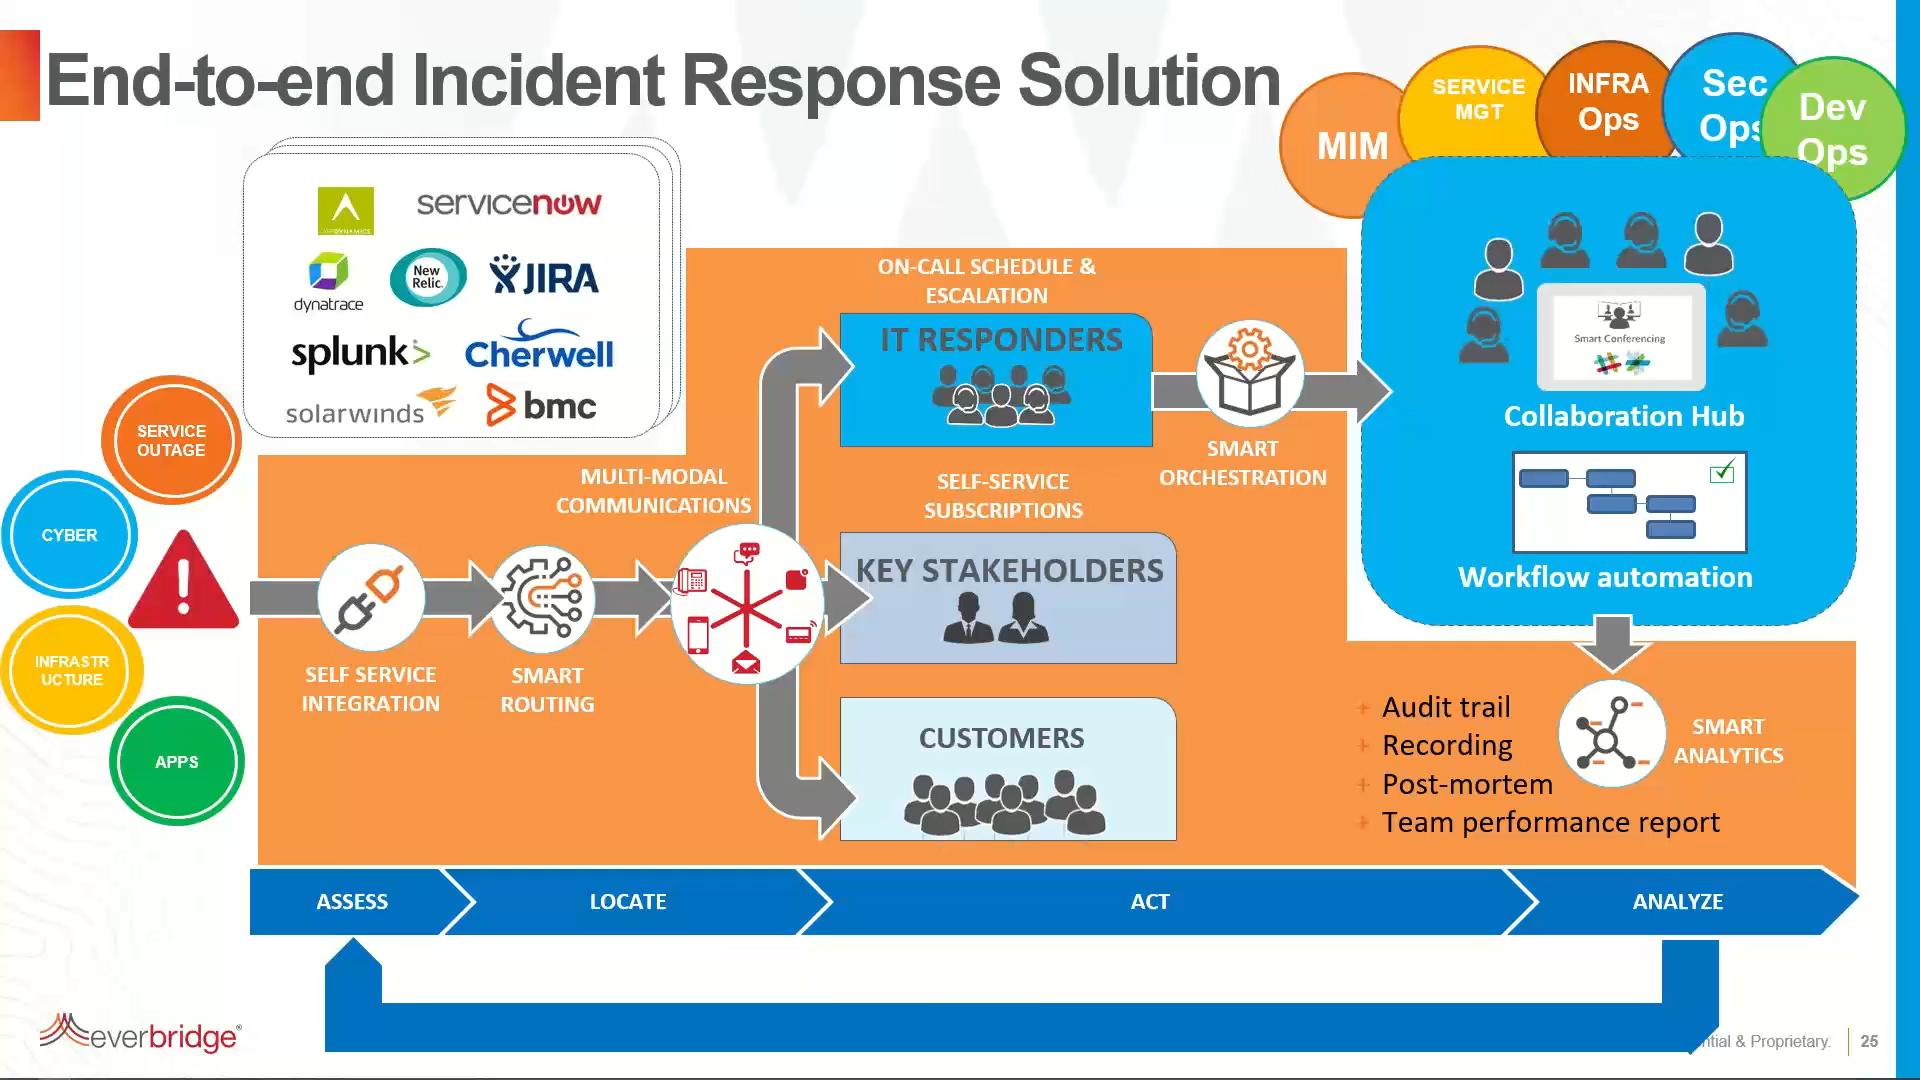 End-to-end Incident Response Solution
MIM
SERVICE
MGT
INFRA
Ops
Sec
Ops
Dev
Ops
servicenow
dynatrace
New
Relic.
JIRA
splunk>
Cherwell
solarwinds
bmc
SERVICE
OUTAGE
CYBER
INFRASTR
UCTURE
APPS
SELF SERVICE
INTEGRATION
SMART
ROUTING
MULTI-MODAL
COMMUNICATIONS
ON-CALL SCHEDULE &
ESCALATION
IT RESPONDERS
SELF-SERVICE
SUBSCRIPTIONS
KEY STAKEHOLDERS
CUSTOMERS
SMART
ORCHESTRATION
Smart Conferencing
Collaboration Hub
Workflow automation
+ Audit trail
+ Recording
+ Post-mortem
+ Team performance report
SMART
ANALYTICS
ASSESS
LOCATE
ACT
ANALYZE
everbridge®
ntial & Proprietary.
25